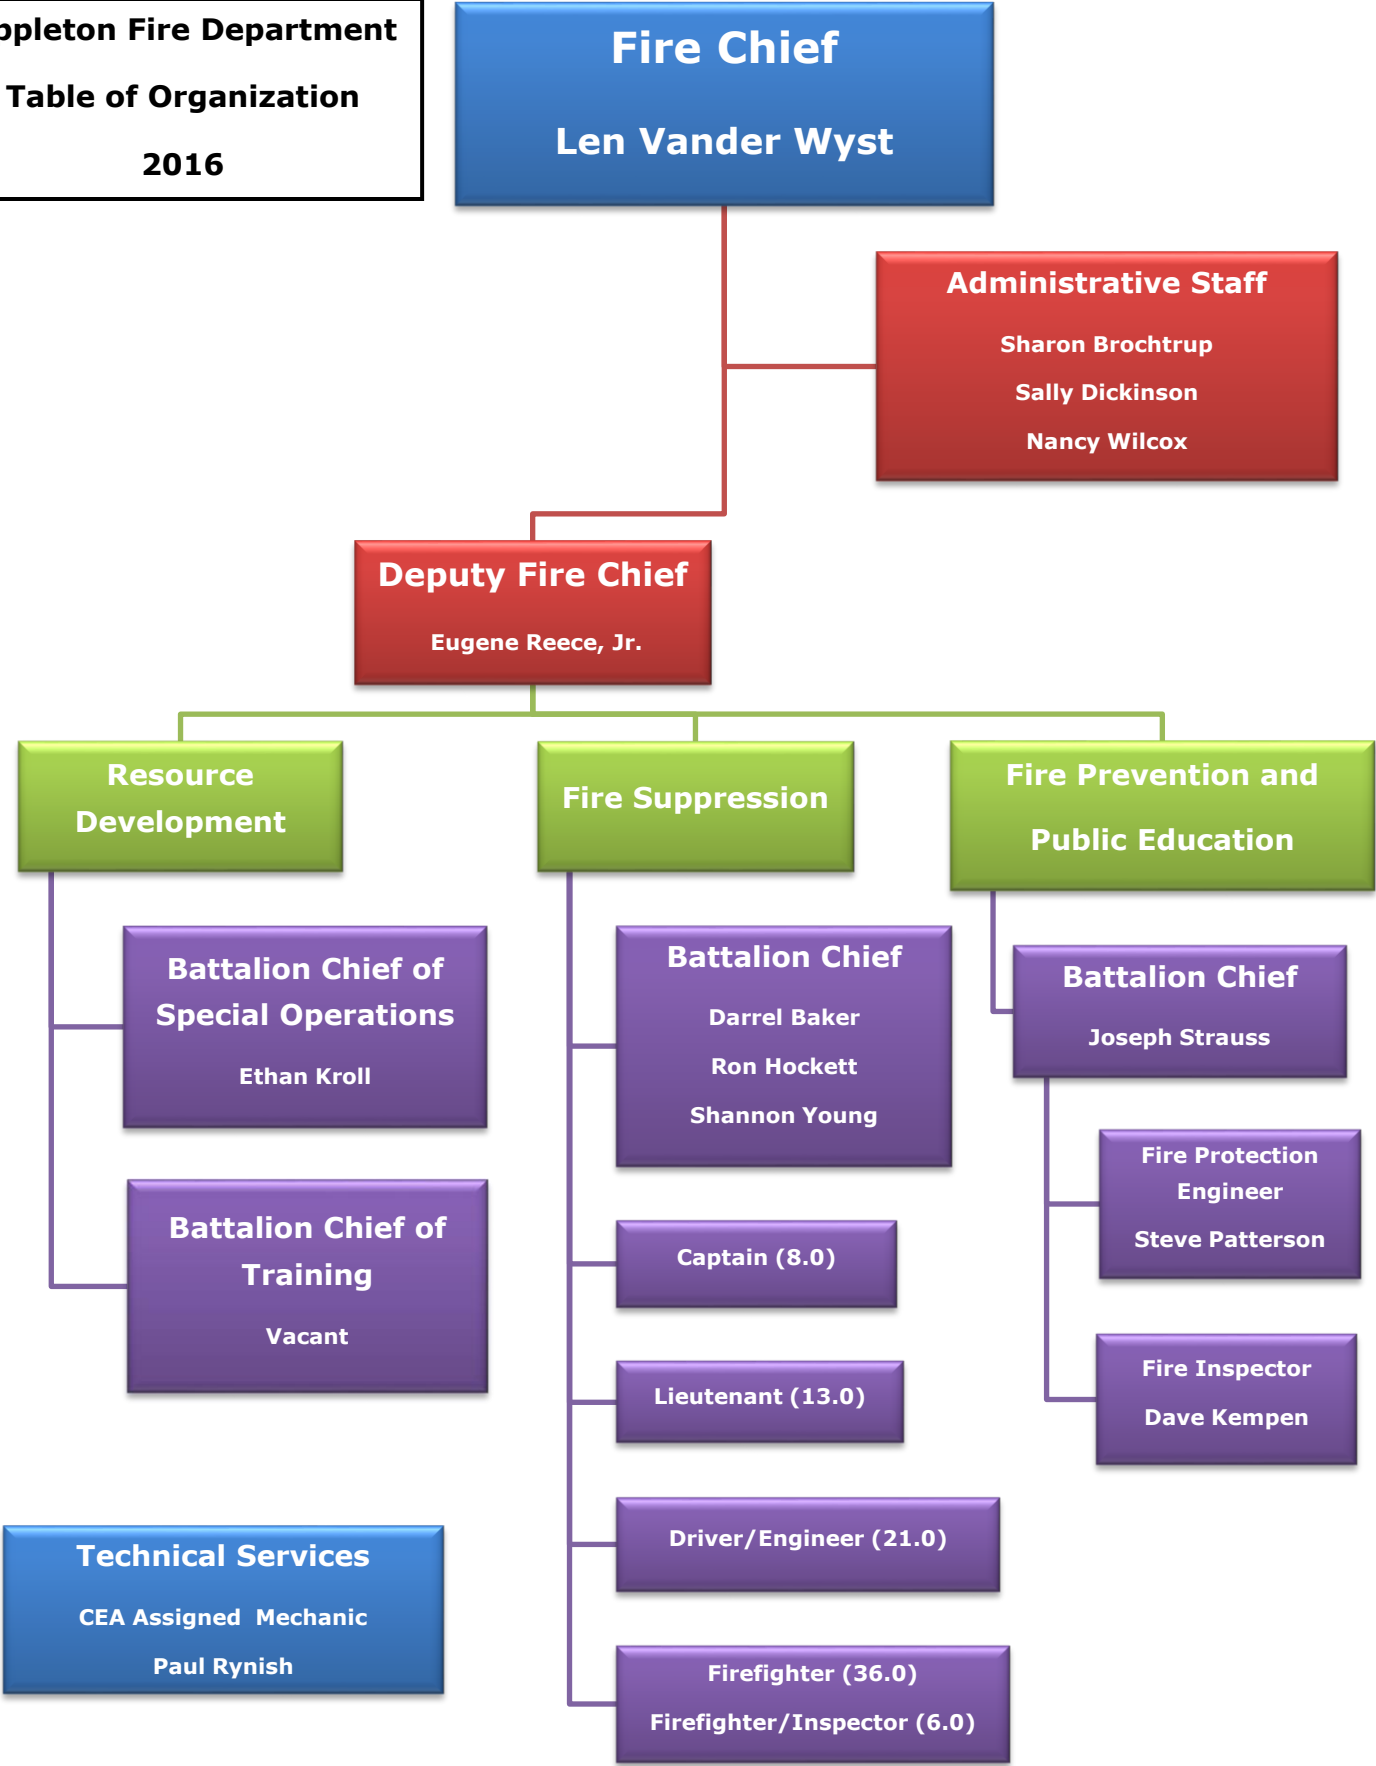 ppleton Fire Department
Table of Organization
2016
Fire Chief
Len Vander Wyst
Administrative Staff
Sharon Brochtrup
Sally Dickinson
Nancy Wilcox
Deputy Fire Chief
Eugene Reece, Jr.
Resource
Development
Battalion Chief of
Special Operations
Ethan Kroll
Battalion Chief of
Training
Vacant
Fire Suppression
Battalion Chief
Darrel Baker
Ron Hockett
Shannon Young
Captain (8.0)
Lieutenant (13.0)
Driver/Engineer (21.0)
Firefighter (36.0)
Firefighter/Inspector (6.0)
Fire Prevention and
Public Education
Battalion Chief
Joseph Strauss
Fire Protection
Engineer
Steve Patterson
Fire Inspector
Dave Kempen
Technical Services
CEA Assigned  Mechanic
Paul Rynish